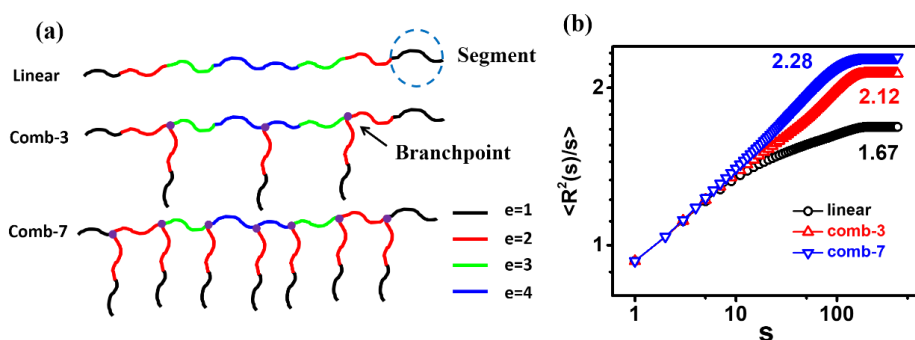 (a)
Segment
Linear
Comb-3
Branchpoint
Comb-7
e=1
e=2
e=3
e=4
(b)
2.28
2.12
1.67
2
1
<R²(s)/s>
linear
comb-3
comb-7
1 10 100
s